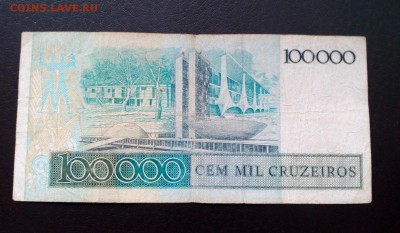 COINS.LAVE.RU
100000
100000 CEM MIL CRUZEIROS